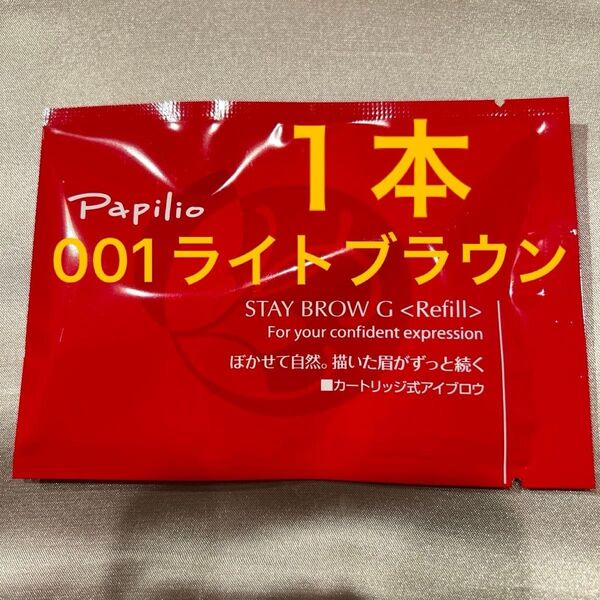 1本
Papilio
001ライトブラウン
STAY BROW G <Refill>
For your confident expression
ぼかせて自然。描いた眉がずっと続く
■カートリッジ式アイブロウ